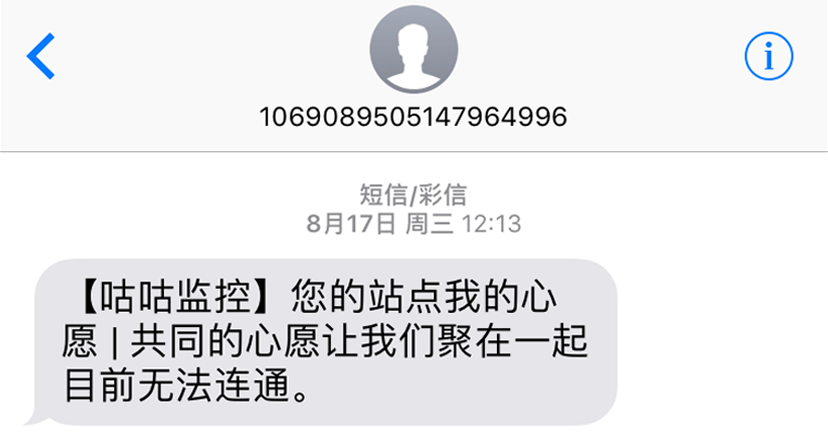 1069089505147964996
短信/彩信
8月17日 周三 12:13
【咕咕监控】您的站点我的心
愿 | 共同的心愿让我们聚在一起
目前无法连通。